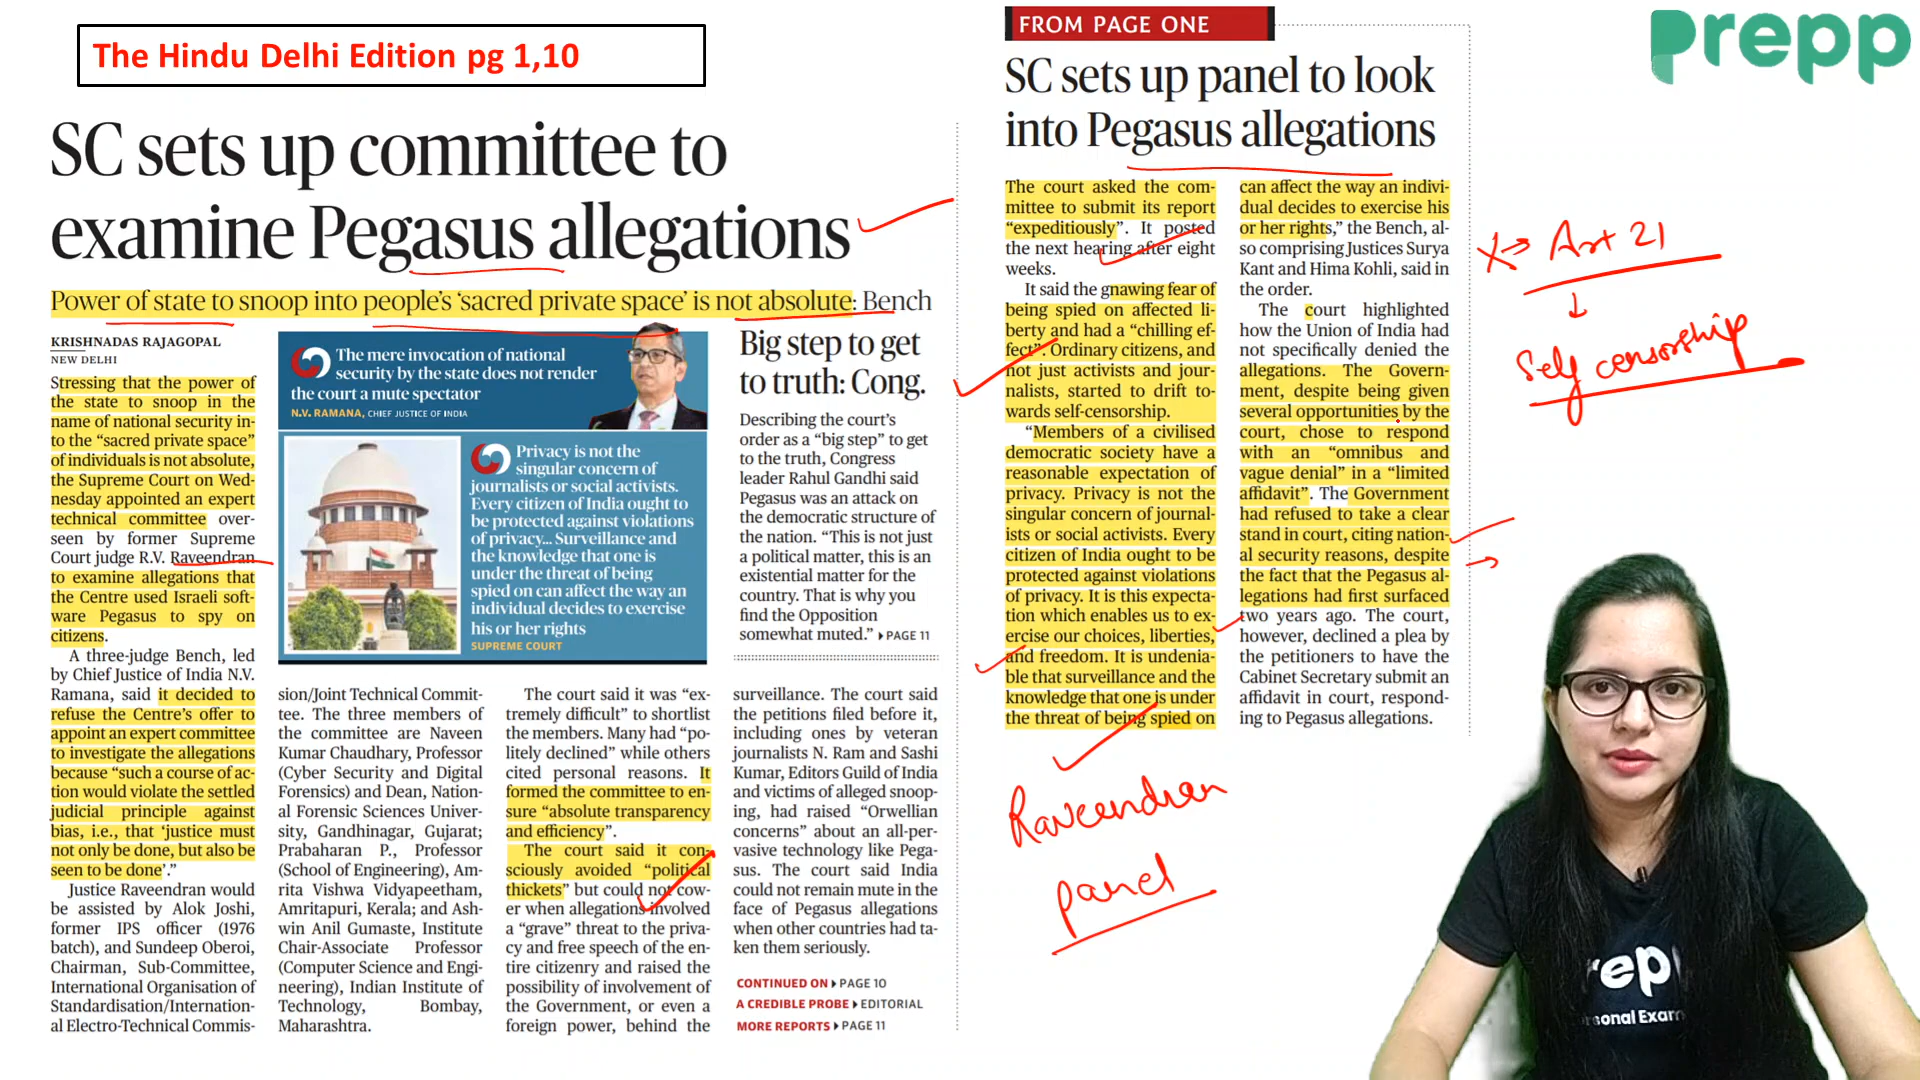 The Hindu Delhi Edition pg 1,10
SC sets up committee to
examine Pegasus allegations
Power of state to snoop into people's 'sacred private space' is not absolute: Bench
KRISHNADAS RAJAGOPAL
NEW DELHI
Stressing that the power of
the state to snoop in the
name of national security in-
to the "sacred private space"
of individuals is not absolute,
the Supreme Court on Wed-
nesday appointed an expert
technical committee over-
seen by former Supreme
Court judge R.V. Raveendran
to examine allegations that
the Centre used Israeli soft-
ware Pegasus to spy on
citizens.
A three-judge Bench, led
by Chief Justice of India N.V.
Ramana, said it decided to
refuse the Centre's offer to
appoint an expert committee
to investigate the allegations
because "such a course of ac-
tion would violate the settled
judicial principle against
bias, i.e., that 'justice must
not only be done, but also be
seen to be done'."
Justice Raveendran would
be assisted by Alok Joshi,
former IPS officer (1976
batch), and Sundeep Oberoi,
Chairman, Sub-Committee,
International Organisation of
Standardisation/Internation-
al Electro-Technical Commis-
The mere invocation of national
security by the state does not render
the court a mute spectator
N.V. RAMANA, CHIEF JUSTICE OF INDIA
Privacy is not the
singular concern of
journalists or social activists.
Every citizen of India ought to
be protected against violations
of privacy... Surveillance and
the knowledge that one is
under the threat of being
spied on can affect the way an
individual decides to exercise
his or her rights
SUPREME COURT
sion/Joint Technical Commit-
tee. The three members of
the committee are Naveen
Kumar Chaudhary, Professor
(Cyber Security and Digital
Forensics) and Dean, Nation-
al Forensic Sciences Univer-
sity, Gandhinagar, Gujarat;
Prabaharan P., Professor
(School of Engineering), Am-
rita Vishwa Vidyapeetham,
Amritapuri, Kerala; and Ash-
win Anil Gumaste, Institute
Chair-Associate Professor
(Computer Science and Engi-
neering), Indian Institute of
Technology, Bombay,
Maharashtra.
The court said it was "ex-
tremely difficult" to shortlist
the members. Many had "po-
litely declined" while others
cited personal reasons. It
formed the committee to en-
sure "absolute transparency
and efficiency".
The court said it con-
sciously avoided "political
thickets" but could not cow-
er when allegations involved
a "grave" threat to the priva-
cy and free speech of the en-
tire citizenry and raised the
possibility of involvement of
the Government, or even a
foreign power, behind the
Big step to get
to truth: Cong.
Describing the court's
order as a "big step" to get
to the truth, Congress
leader Rahul Gandhi said
Pegasus was an attack on
the democratic structure of
the nation. "This is not just
a political matter, this is an
existential matter for the
country. That is why you
find the Opposition
somewhat muted." PAGE 11
surveillance. The court said
the petitions filed before it,
including ones by veteran
journalists N. Ram and Sashi
Kumar, Editors Guild of India
and victims of alleged snoop-
ing, had raised "Orwellian
concerns" about an all-per-
vasive technology like Pega-
sus. The court said India
could not remain mute in the
face of Pegasus allegations
when other countries had ta-
ken them seriously.
CONTINUED ON PAGE 10
A CREDIBLE PROBE EDITORIAL
MORE REPORTS PAGE 11
FROM PAGE ONE
SC sets up panel to look
into Pegasus allegations
The court asked the com-
mittee to submit its report
"expeditiously". It posted
the next hearing after eight
weeks.
It said the gnawing fear of
being spied on affected li-
berty and had a "chilling ef-
fect". Ordinary citizens, and
not just activists and jour-
nalists, started to drift to-
wards self-censorship.
"Members of a civilised
democratic society have a
reasonable expectation of
privacy. Privacy is not the
singular concern of journal-
ists or social activists. Every
citizen of India ought to be
protected against violations
of privacy. It is this expecta-
tion which enables us to ex-
ercise our choices, liberties,
and freedom. It is undenia-
ble that surveillance and the
knowledge that one is under
the threat of being spied on
can affect the way an indivi-
dual decides to exercise his
or her rights," the Bench, al-
so comprising Justices Surya
Kant and Hima Kohli, said in
the order.
The court highlighted
how the Union of India had
not specifically denied the
allegations. The Govern-
ment, despite being given
several opportunities by the
court, chose to respond
with an "omnibus and
vague denial" in a "limited
affidavit". The Government
had refused to take a clear
stand in court, citing nation-
al security reasons, despite
the fact that the Pegasus al-
legations had first surfaced
two years ago. The court,
however, declined a plea by
the petitioners to have the
Cabinet Secretary submit an
affidavit in court, respond-
ing to Pegasus allegations.
Raveendran
panel
prepp
X → Art 21
↓
Self censorship
rep
sonal Exam